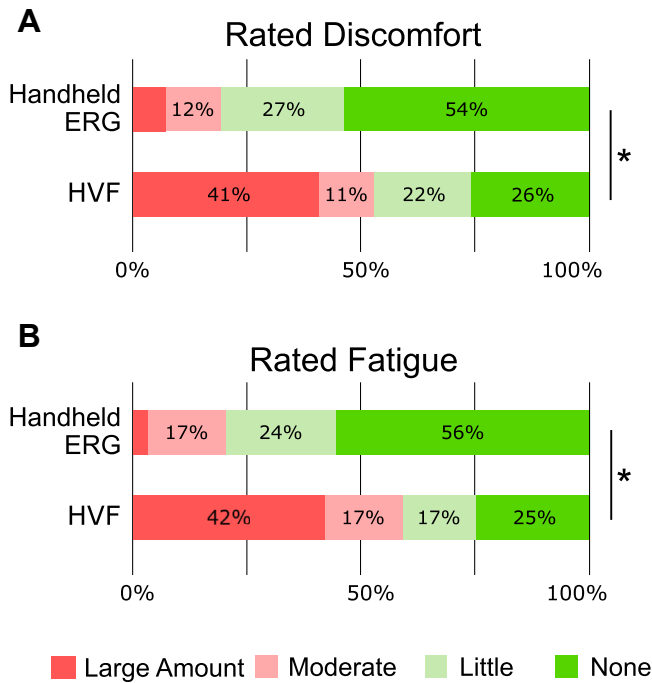 A
Rated Discomfort
Handheld
ERG
12% 27% 54%
*
HVF
41% 11% 22% 26%
0% 50% 100%
B
Rated Fatigue
Handheld
ERG
17% 24% 56%
*
HVF
42% 17% 17% 25%
0% 50% 100%
Large Amount Moderate Little None